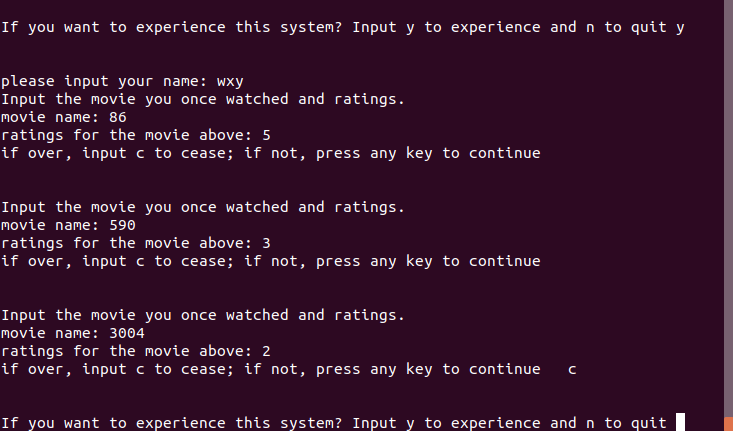 If you want to experience this system? Input y to experience and n to quit y
please input your name: wxy
Input the movie you once watched and ratings.
movie name: 86
ratings for the movie above: 5
if over, input c to cease; if not, press any key to continue
Input the movie you once watched and ratings.
movie name: 590
ratings for the movie above: 3
if over, input c to cease; if not, press any key to continue
Input the movie you once watched and ratings.
movie name: 3004
ratings for the movie above: 2
if over, input c to cease; if not, press any key to continue   c
If you want to experience this system? Input y to experience and n to quit